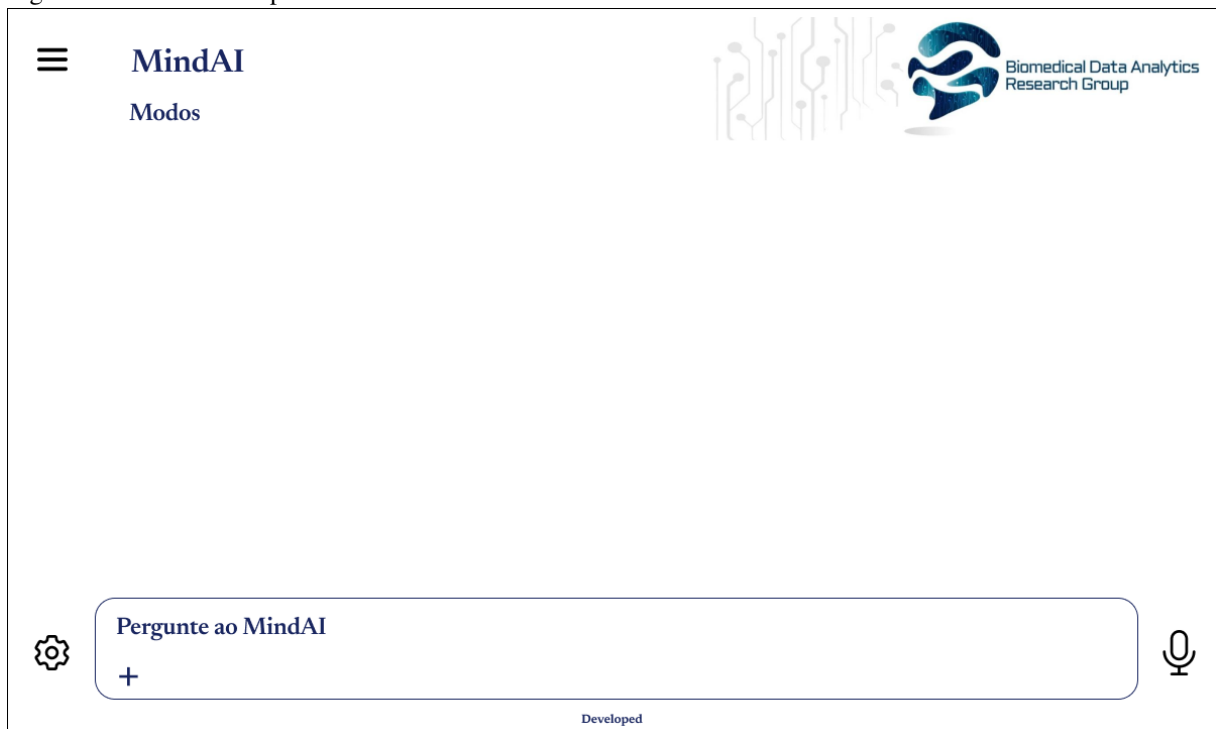 MindAI
Modos
Biomedical Data Analytics
Research Group
Pergunte ao MindAI
+
Developed